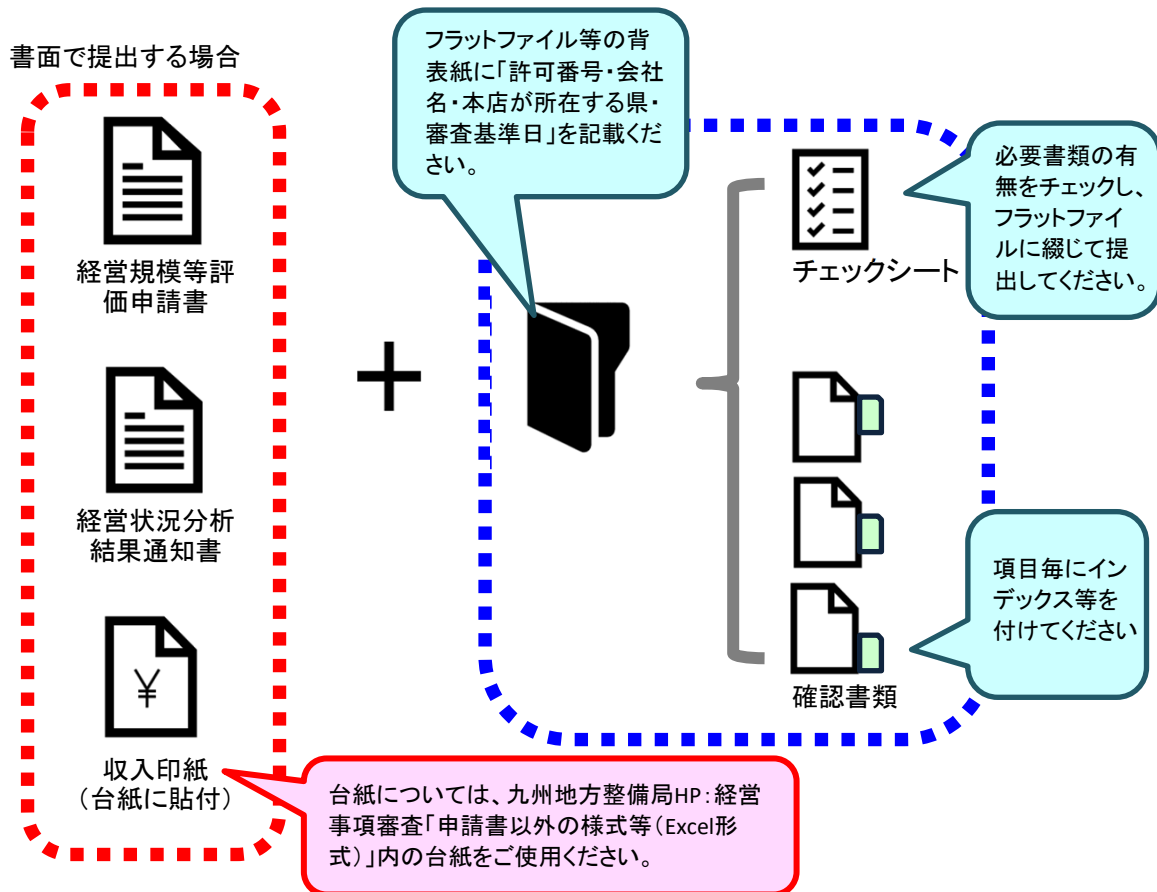 書面で提出する場合
経営規模等評
価申請書
経営状況分析
結果通知書
¥
収入印紙
（台紙に貼付）
台紙については、九州地方整備局HP：経営
事項審査「申請書以外の様式等（Excel形
式）」内の台紙をご使用ください。
フラットファイル等の背
表紙に「許可番号・会社
名・本店が所在する県・
審査基準日」を記載くだ
さい。
チェックシート
必要書類の有
無をチェックし、
フラットファイ
ルに綴じて提
出してください。
項目毎にイン
デックス等を
付けてください
確認書類